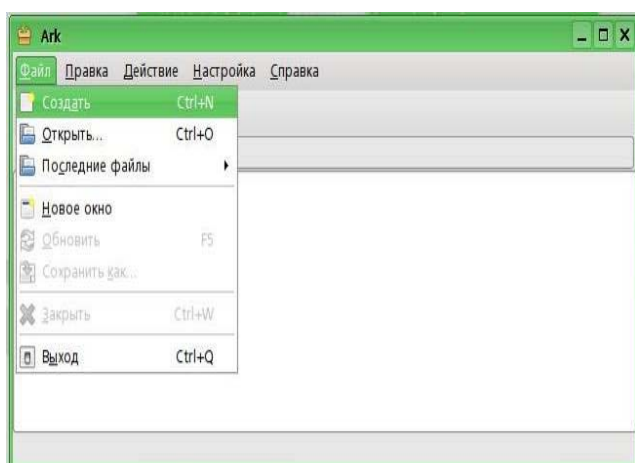 Ark
Файл Правка Действие Настройка Справка
Создать Ctrl+N
Открыть... Ctrl+O
Последние файлы
Новое окно
Обновить F5
Сохранить как...
Закрыть Ctrl+W
Выход Ctrl+Q